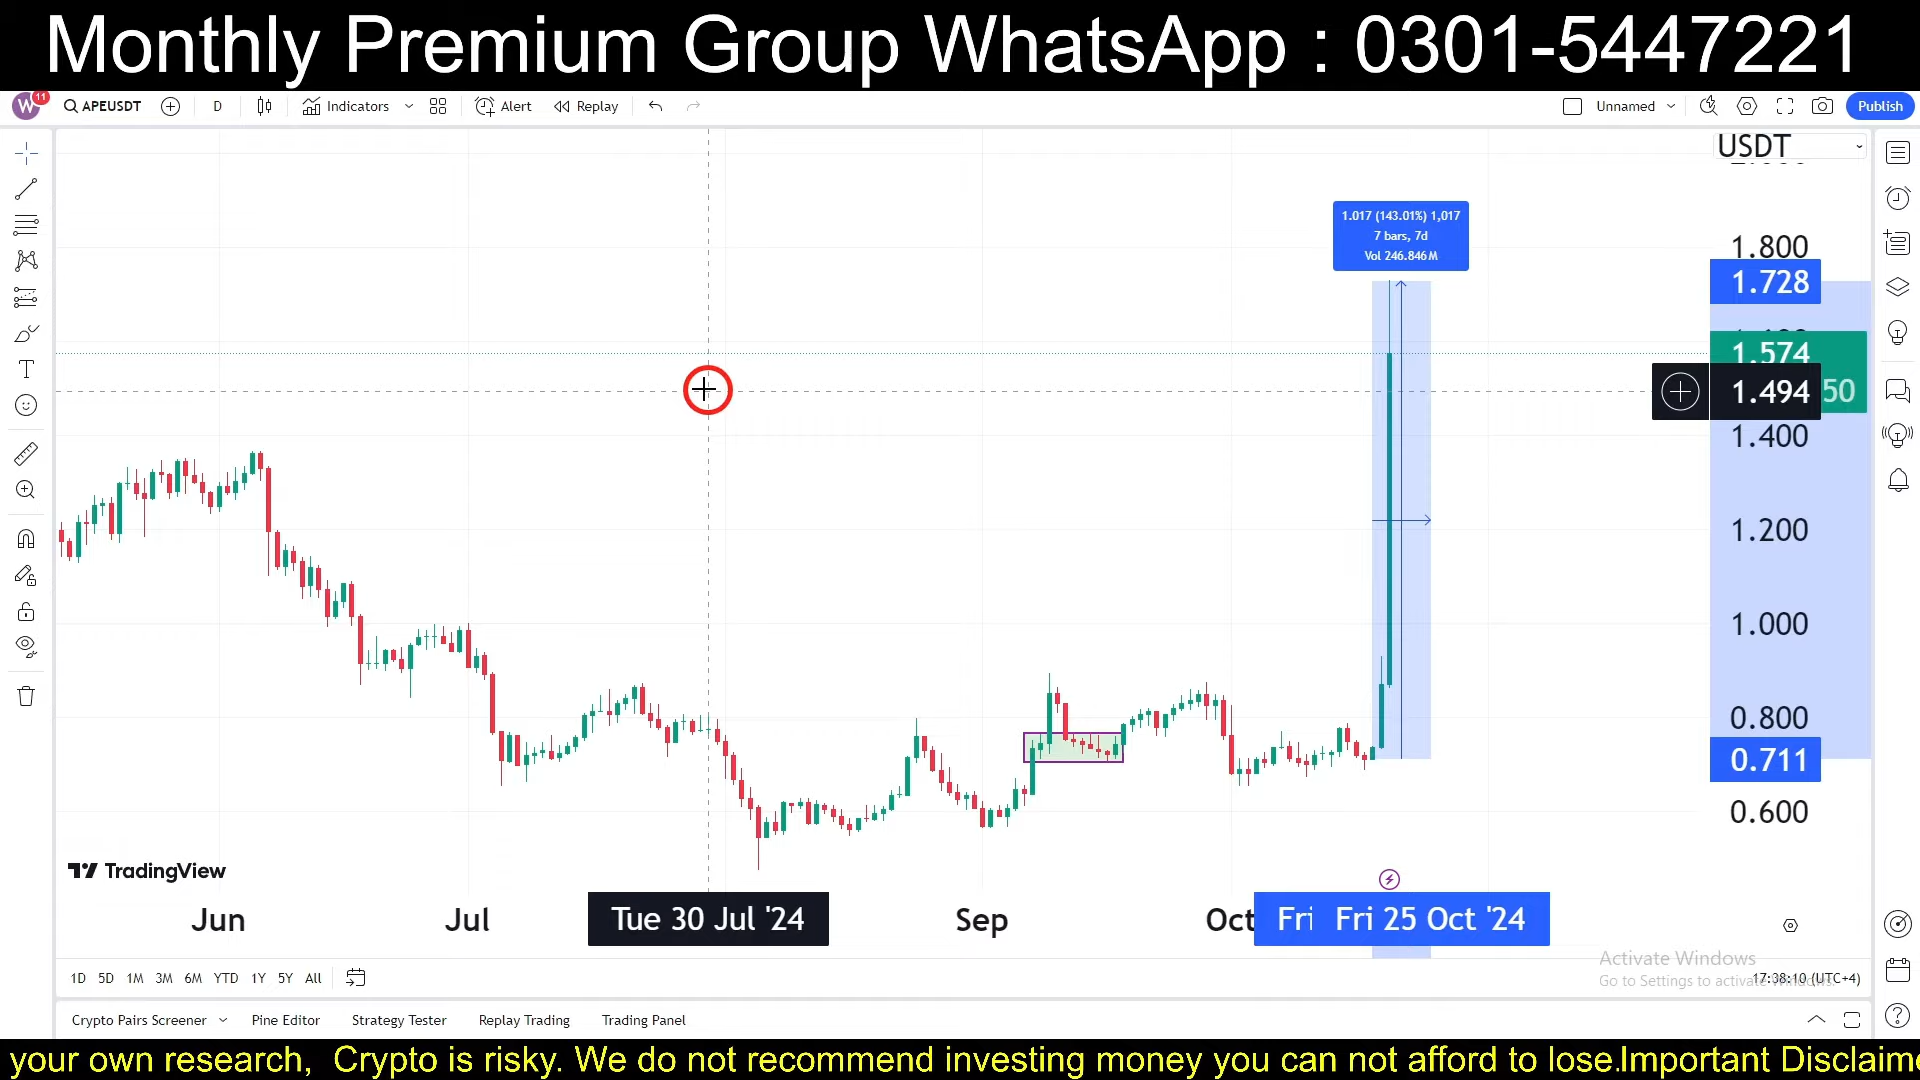 Monthly Premium Group WhatsApp : 0301-5447221
W 11 APEUSDT D Indicators Alert Replay Unnamed Publish
USDT
1.017 (143.01%) 1,017
7 bars, 7d
Vol 246.846M
1.800
1.728
1.574
1.494 50
1.400
1.200
1.000
0.800
0.711
0.600
TradingView
Jun Jul Tue 30 Jul '24 Sep Oct Fri Fri 25 Oct '24
Activate Windows
Go to Settings to activate Windows.
1D 5D 1M 3M 6M YTD 1Y 5Y All 17:38:10 (UTC+4)
Crypto Pairs Screener Pine Editor Strategy Tester Replay Trading Trading Panel
your own research, Crypto is risky. We do not recommend investing money you can not afford to lose.Important Disclaime